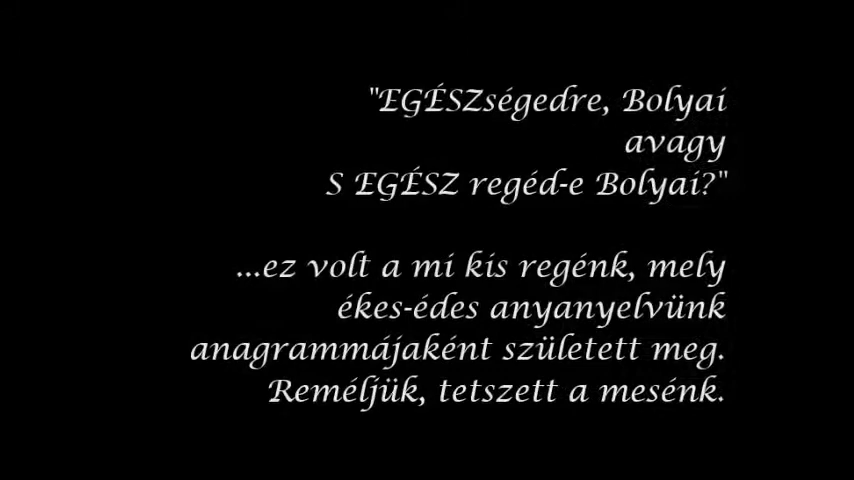 "EGÉSZségedre, Bolyai
avagy
S EGÉSZ regéd-e Bolyai?"
...ez volt a mi kis regénk, mely
ékes-édes anyanyelvünk
anagrammájaként született meg.
Reméljük, tetszett a mesénk.